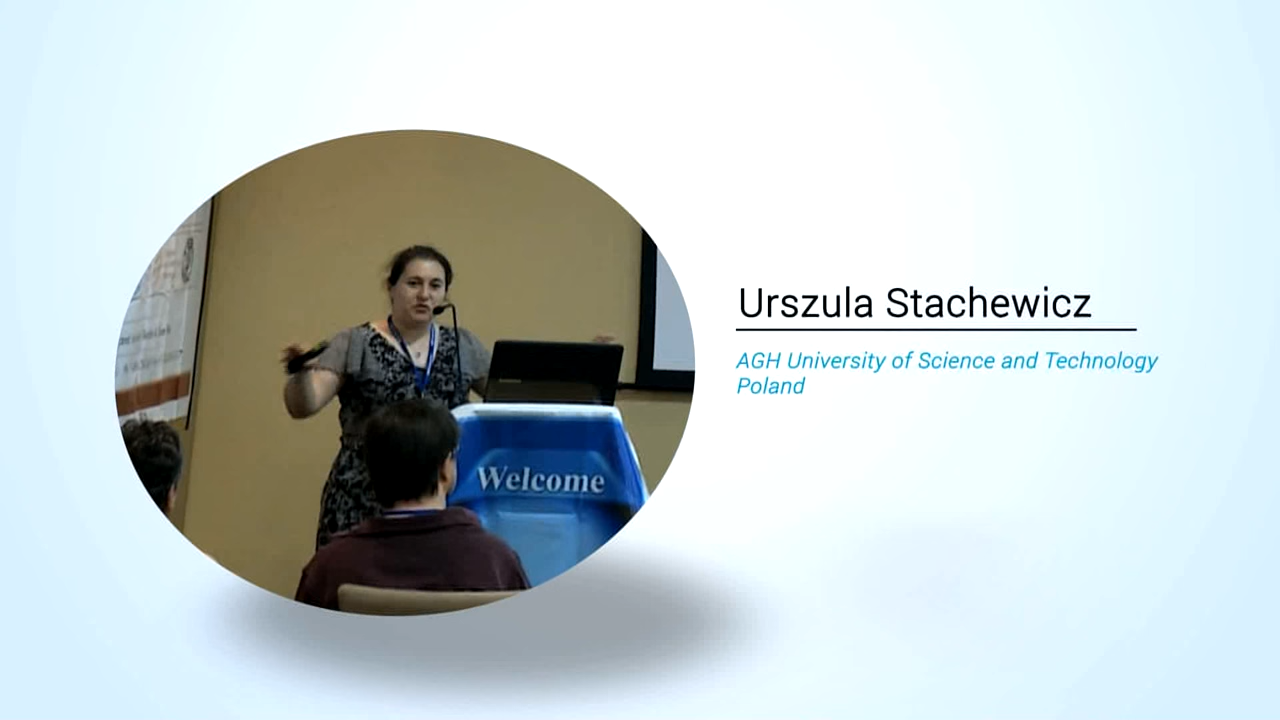 Urszula Stachewicz
AGH University of Science and Technology
Poland
Welcome